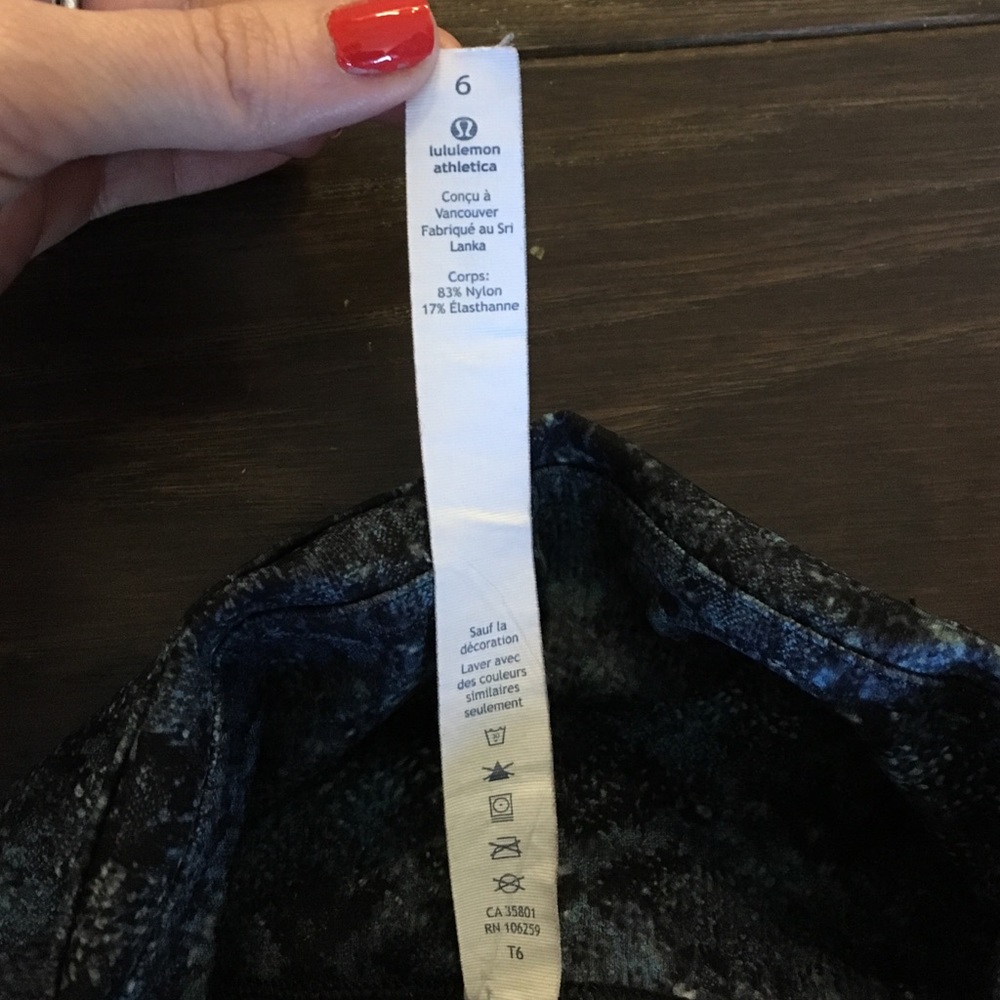 6
lululemon
athletica
Conçu à
Vancouver
Fabriqué au Sri
Lanka
Corps:
83% Nylon
17% Élasthanne
Sauf la
décoration
Laver avec
des couleurs
similaires
seulement
30
CA 35801
RN 106259
T6